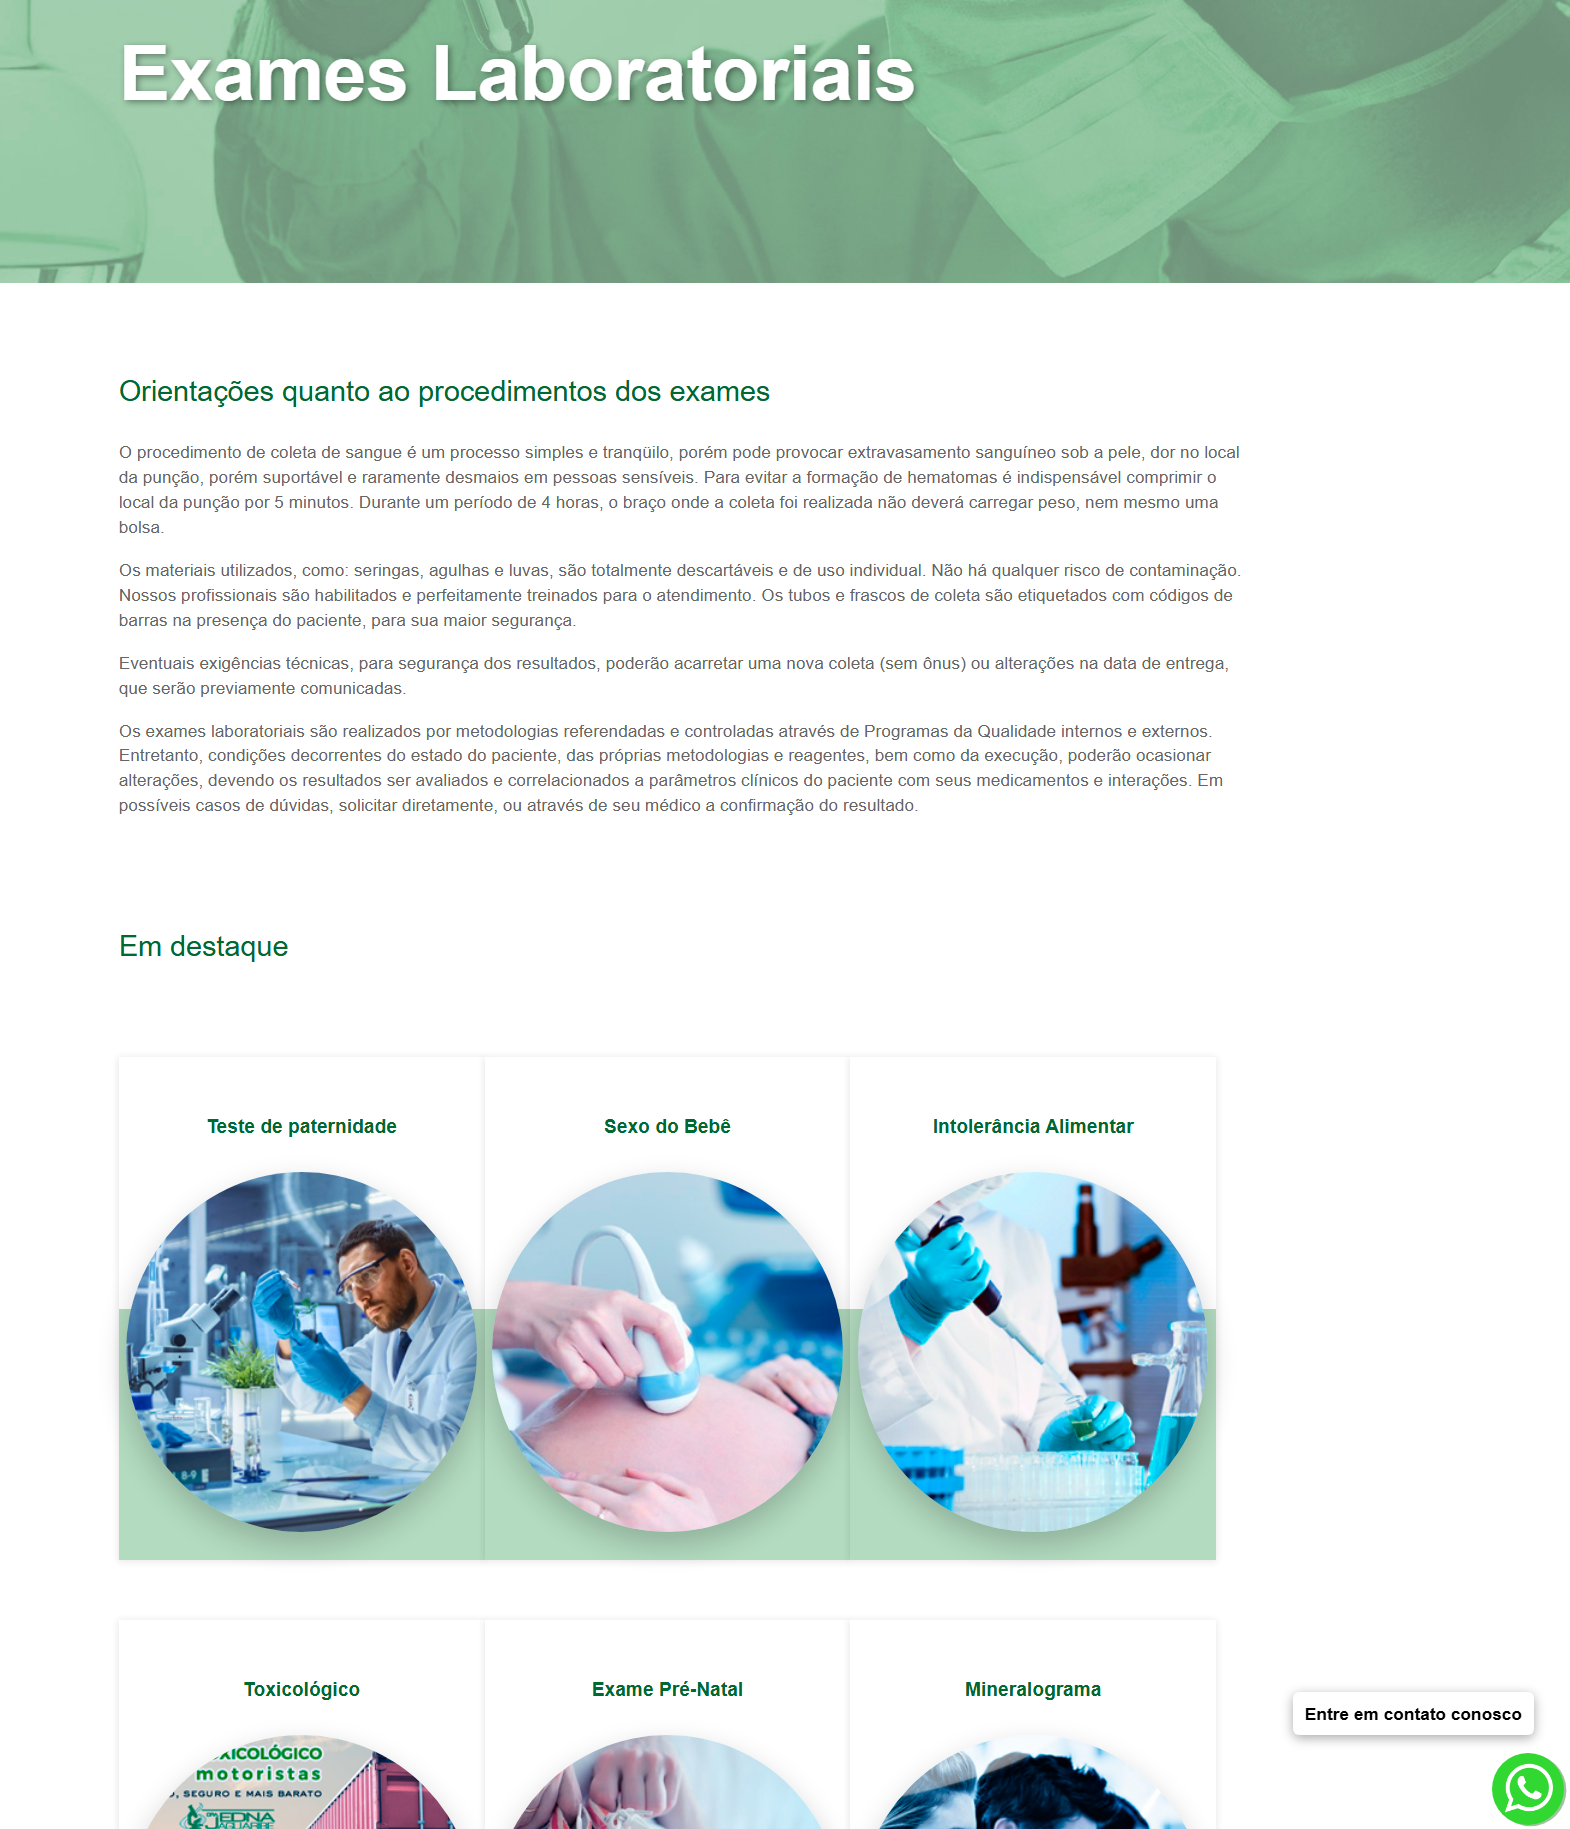 Exames Laboratoriais
Orientações quanto ao procedimentos dos exames
O procedimento de coleta de sangue é um processo simples e tranqüilo, porém pode provocar extravasamento sanguíneo sob a pele, dor no local
da punção, porém suportável e raramente desmaios em pessoas sensíveis. Para evitar a formação de hematomas é indispensável comprimir o
local da punção por 5 minutos. Durante um período de 4 horas, o braço onde a coleta foi realizada não deverá carregar peso, nem mesmo uma
bolsa.
Os materiais utilizados, como: seringas, agulhas e luvas, são totalmente descartáveis e de uso individual. Não há qualquer risco de contaminação.
Nossos profissionais são habilitados e perfeitamente treinados para o atendimento. Os tubos e frascos de coleta são etiquetados com códigos de
barras na presença do paciente, para sua maior segurança.
Eventuais exigências técnicas, para segurança dos resultados, poderão acarretar uma nova coleta (sem ônus) ou alterações na data de entrega,
que serão previamente comunicadas.
Os exames laboratoriais são realizados por metodologias referendadas e controladas através de Programas da Qualidade internos e externos.
Entretanto, condições decorrentes do estado do paciente, das próprias metodologias e reagentes, bem como da execução, poderão ocasionar
alterações, devendo os resultados ser avaliados e correlacionados a parâmetros clínicos do paciente com seus medicamentos e interações. Em
possíveis casos de dúvidas, solicitar diretamente, ou através de seu médico a confirmação do resultado.
Em destaque
Teste de paternidade
Sexo do Bebê
Intolerância Alimentar
8-9
Toxicológico
Exame Pré-Natal
Mineralograma
XICOLÓGICO
motoristas
O, SEGURO E MAIS BARATO
EDNA
JAGUARIBE
Entre em contato conosco